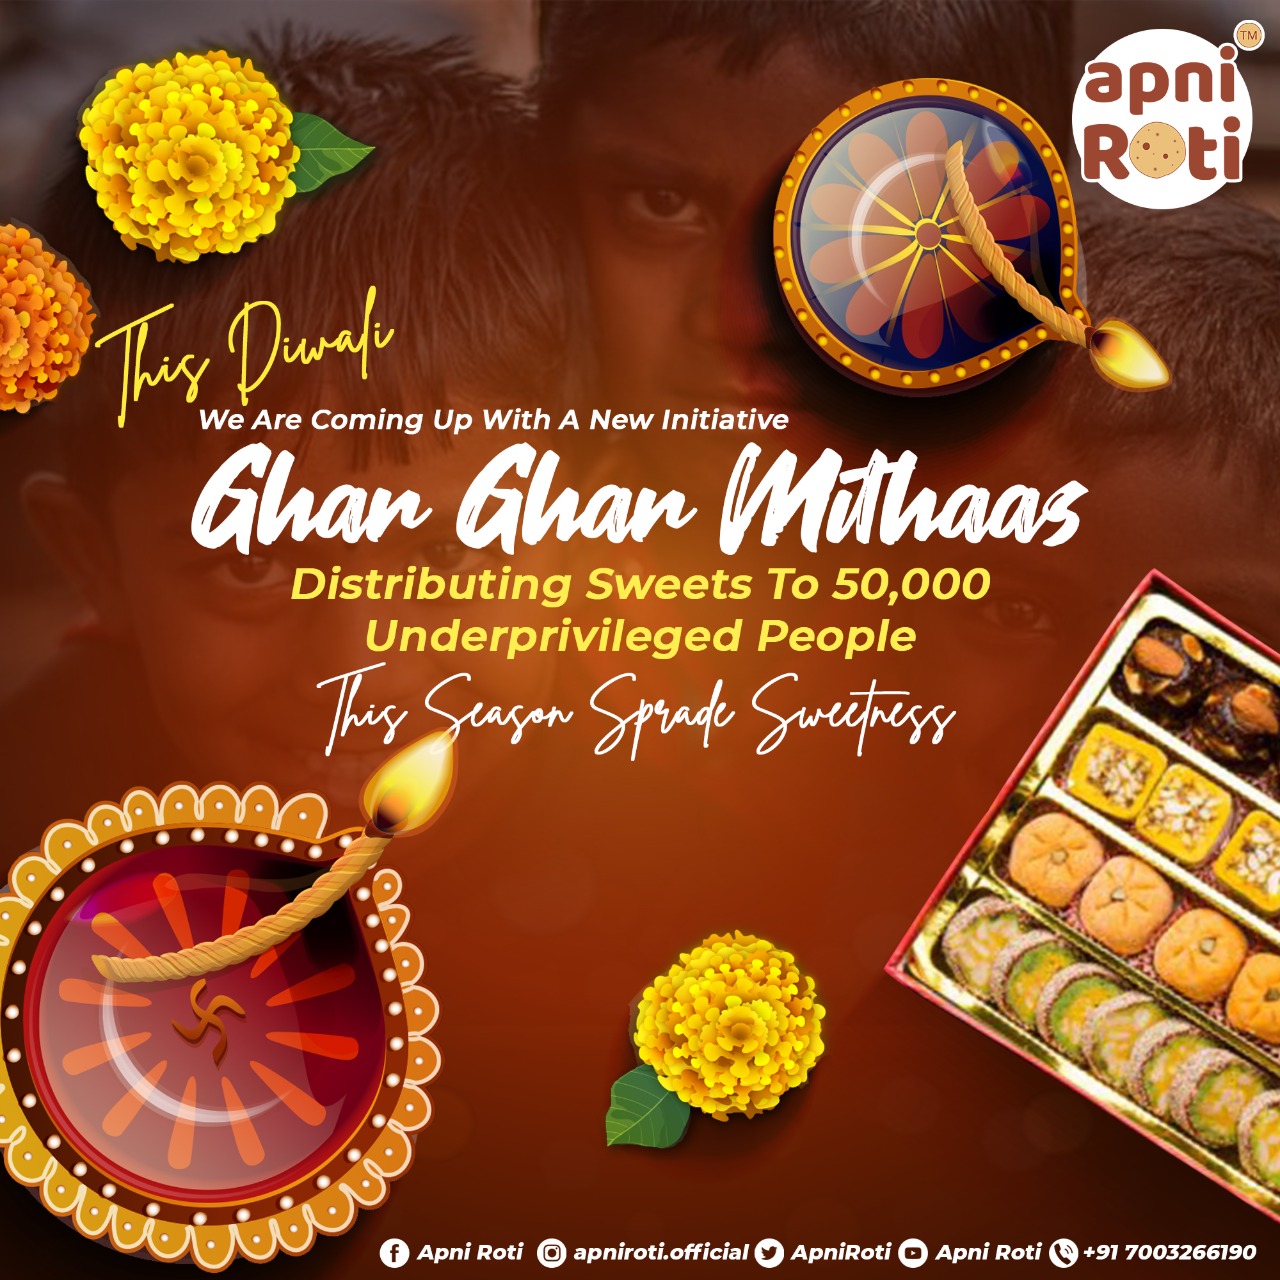 apni
TM
Roti
This Diwali
We Are Coming Up With A New Initiative
Ghar Ghar Mithaas
Distributing Sweets To 50,000
Underprivileged People
This Season Sprade Sweetness
Apni Roti aproti.official ApniRoti Apni Roti +91 7003266190